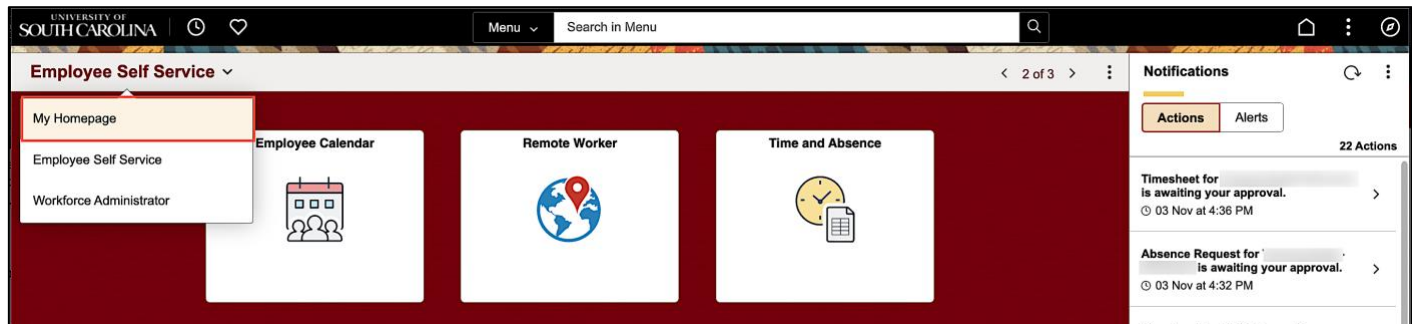 UNIVERSITY OF
SOUTH CAROLINA
Menu
Search in Menu
Employee Self Service
2 of 3
My Homepage
Employee Self Service
Workforce Administrator
Employee Calendar
Remote Worker
Time and Absence
Notifications
Actions
Alerts
22 Actions
Timesheet for
is awaiting your approval.
03 Nov at 4:36 PM
Absence Request for
is awaiting your approval.
03 Nov at 4:32 PM